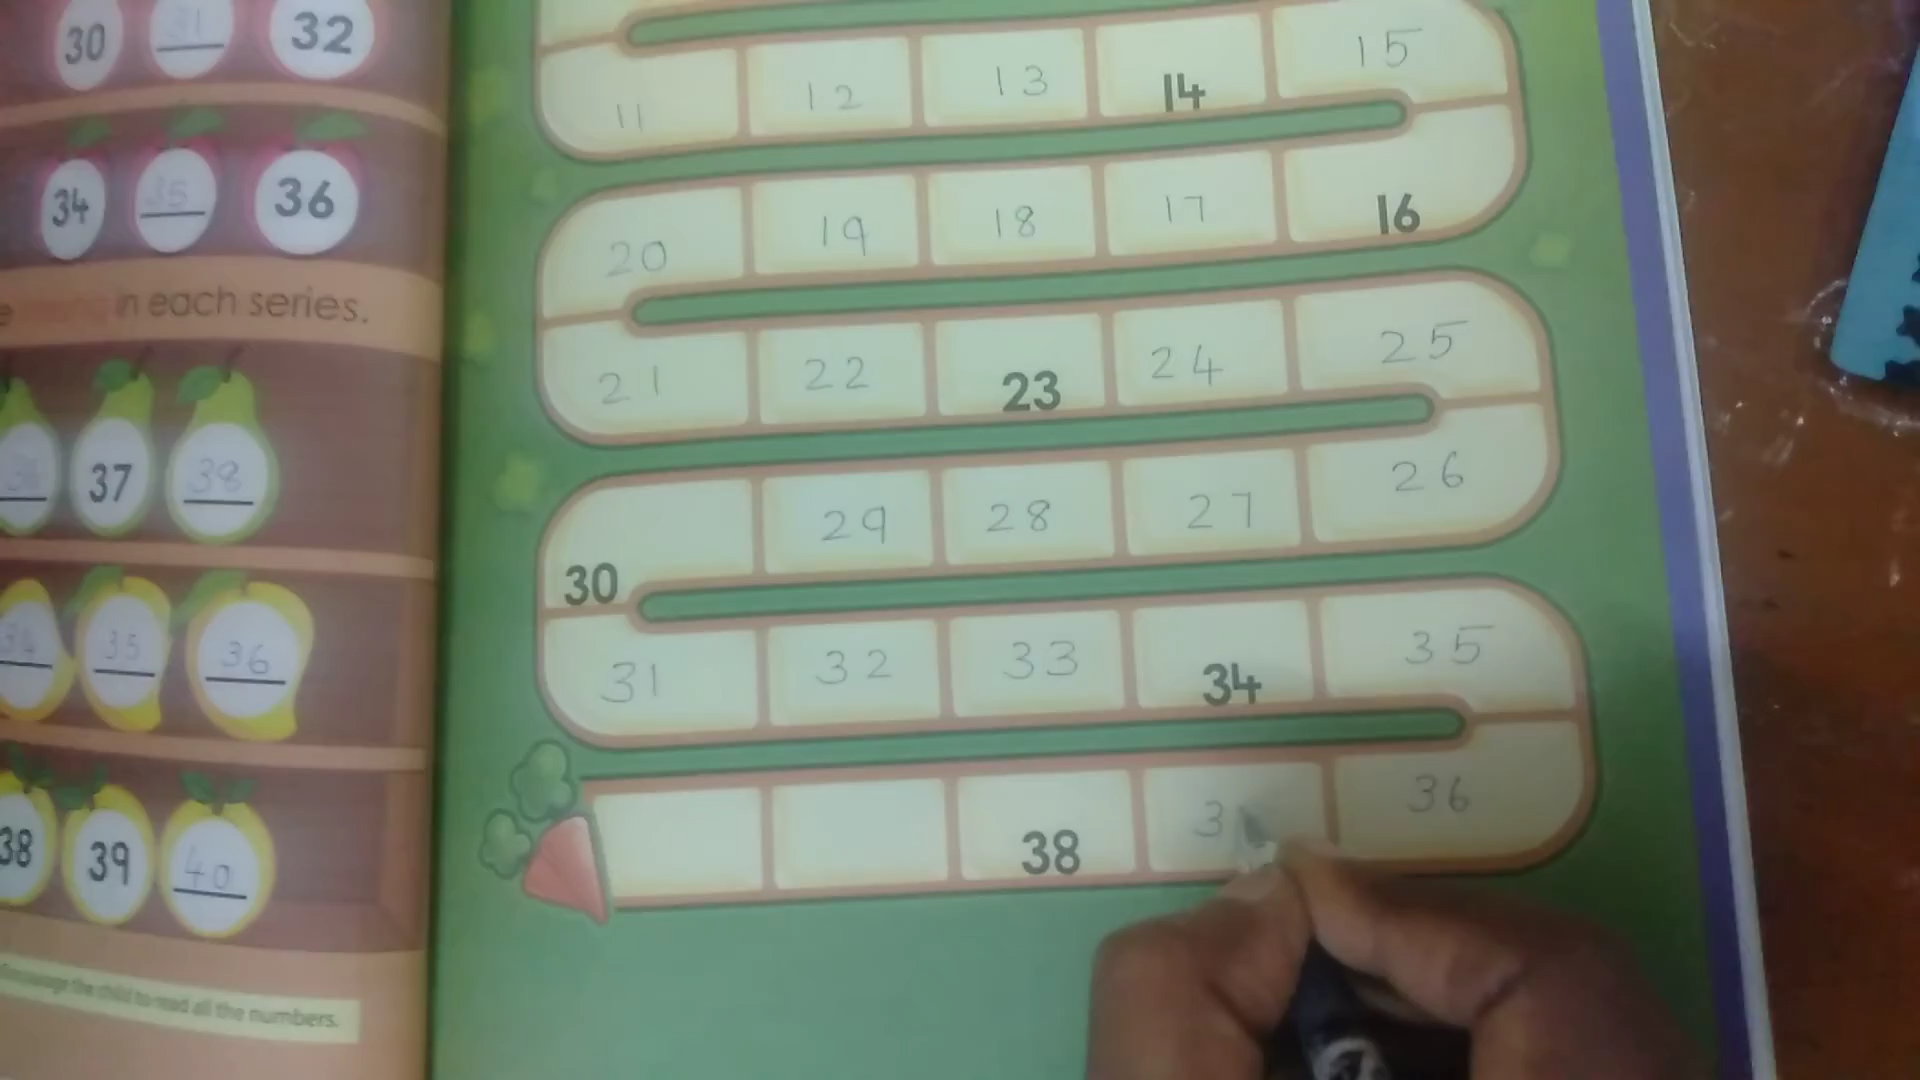 30 31 32
34 35 36
in each series.
36 37 38
34 35 36
38 39 40
Encourage the child to read all the numbers.
11 12 13 14 15
20 19 18 17 16
21 22 23 24 25
30 29 28 27 26
31 32 33 34 35
38 3 36